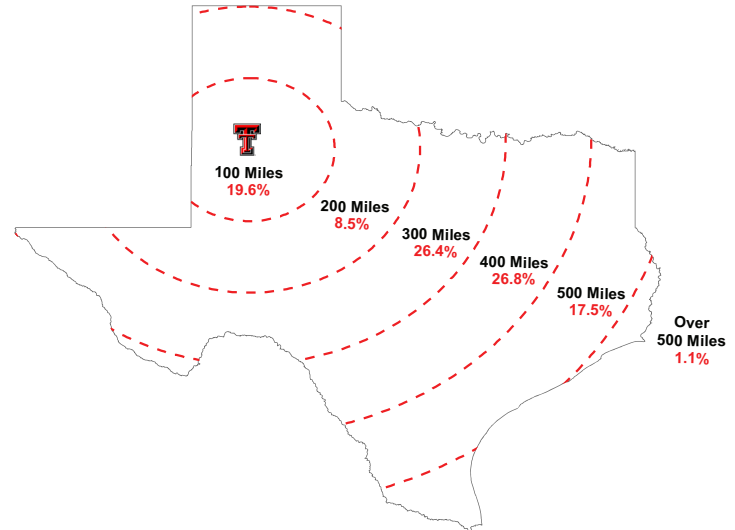 100 Miles
19.6%
200 Miles
8.5%
300 Miles
26.4%
400 Miles
26.8%
500 Miles
17.5%
Over
500 Miles
1.1%